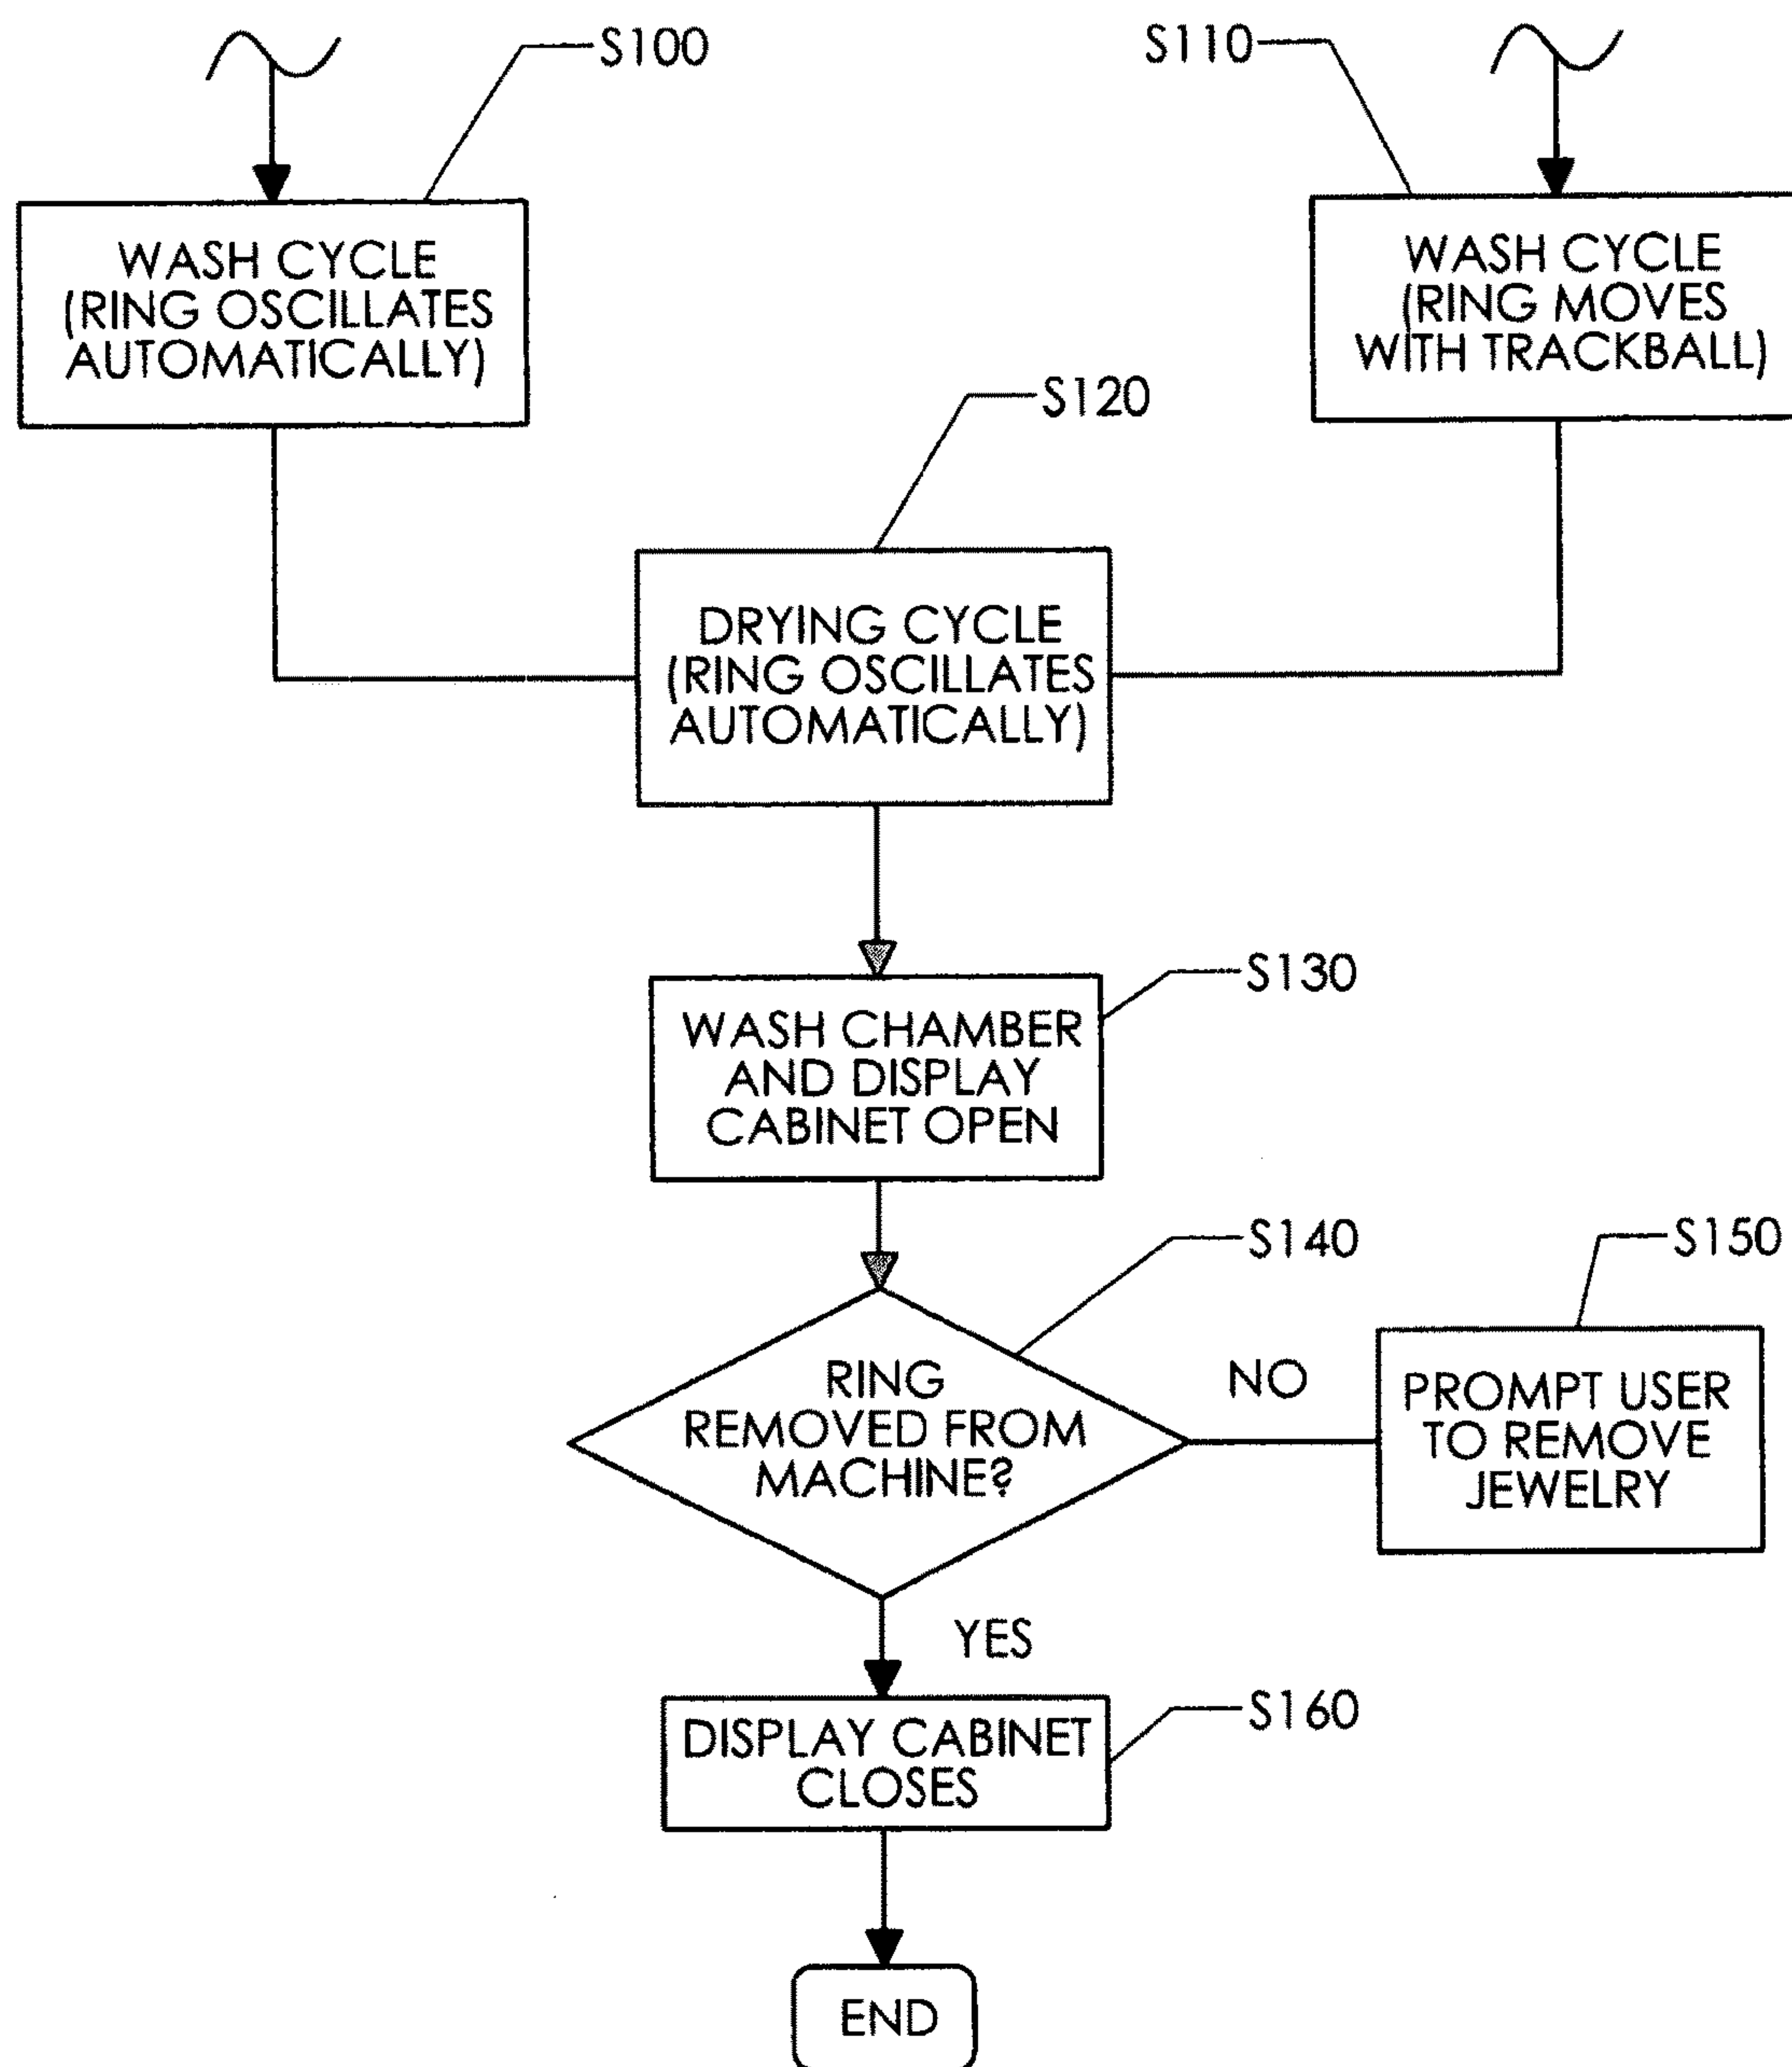 S100
S110
WASH CYCLE
(RING OSCILLATES
AUTOMATICALLY)
WASH CYCLE
(RING MOVES
WITH TRACKBALL)
S120
DRYING CYCLE
(RING OSCILLATES
AUTOMATICALLY)
S130
WASH CHAMBER
AND DISPLAY
CABINET OPEN
S140
S150
RING
REMOVED FROM
MACHINE?
NO
PROMPT USER
TO REMOVE
JEWELRY
YES
S160
DISPLAY CABINET
CLOSES
END